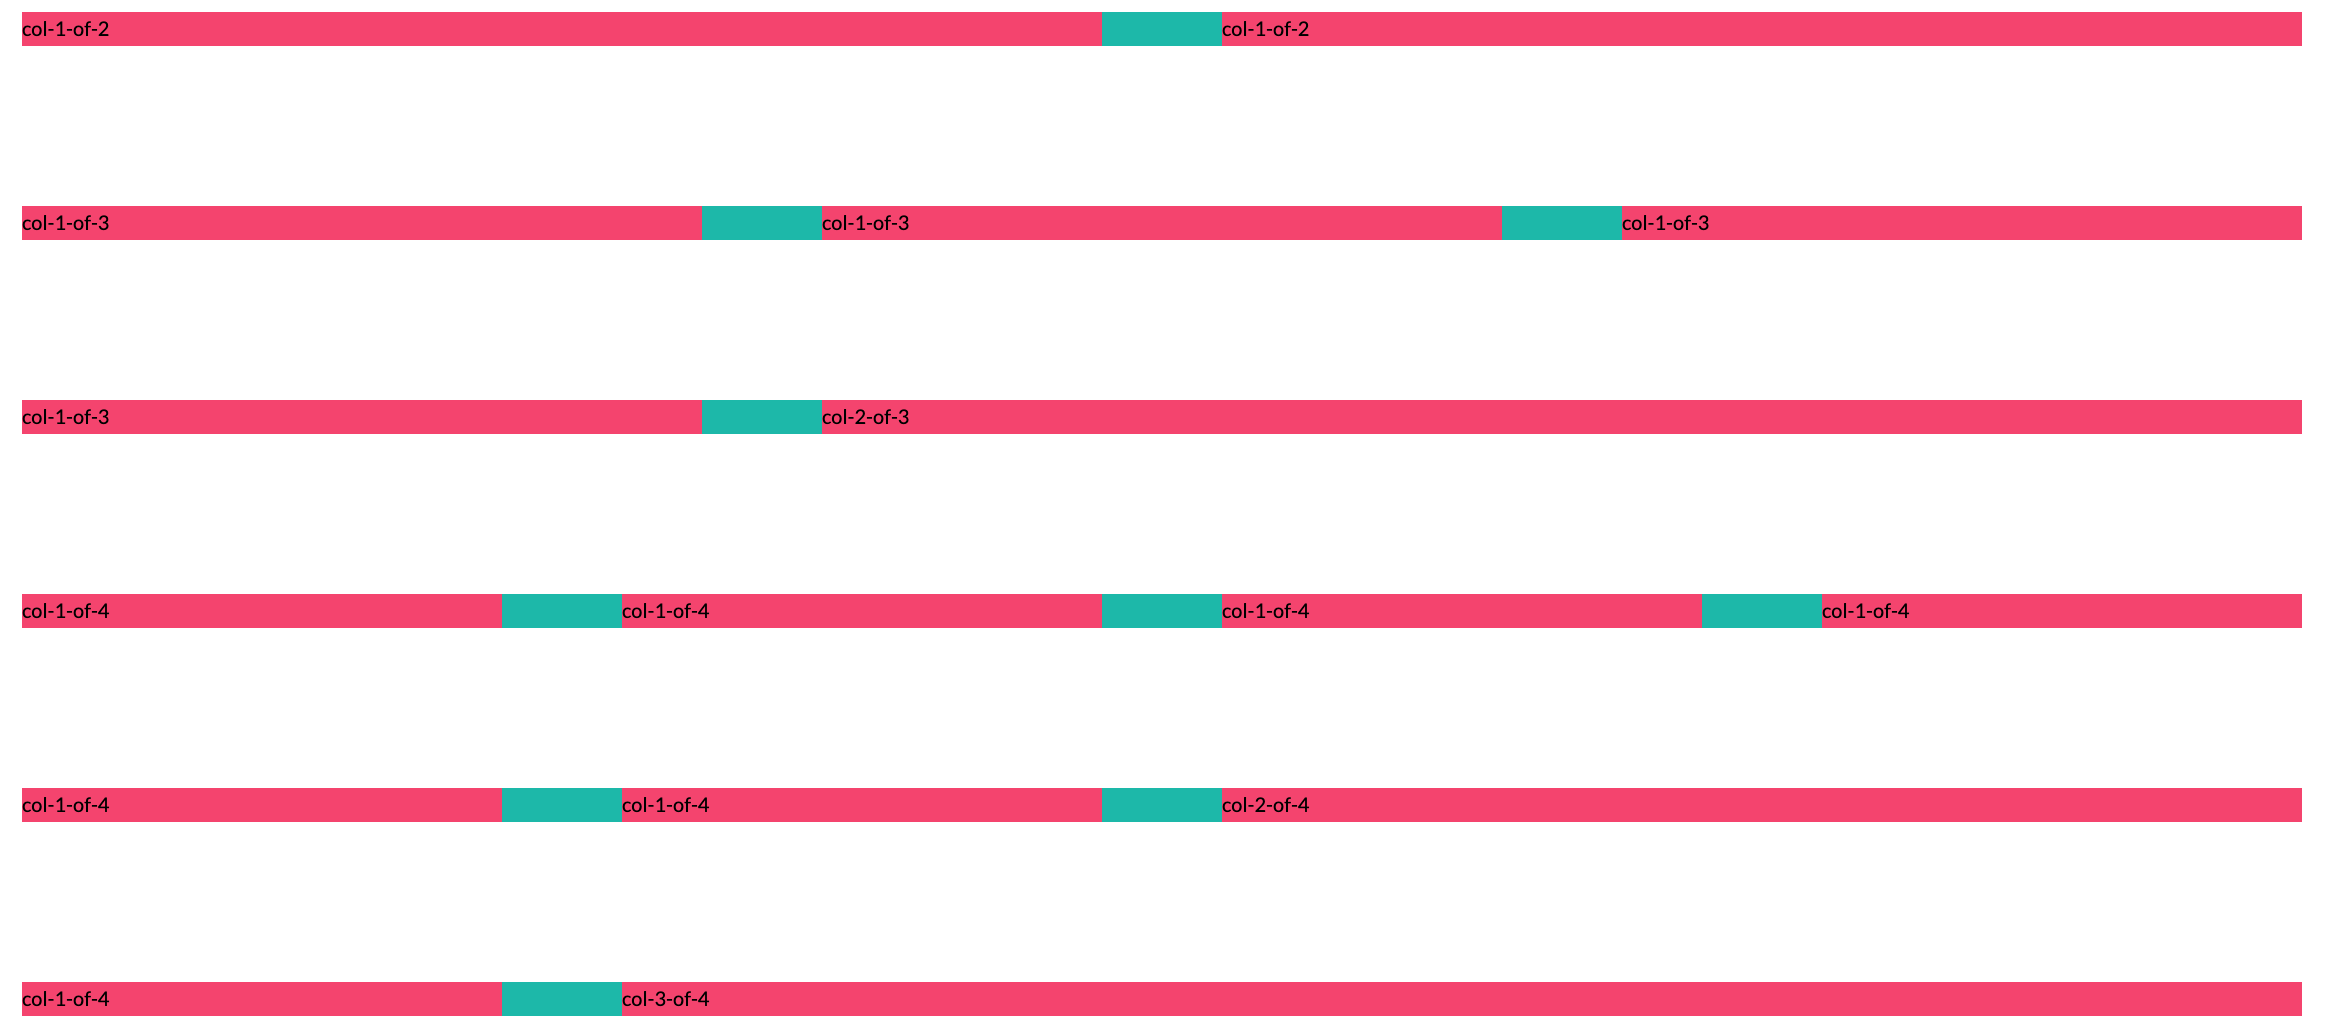 col-1-of-2 col-1-of-2
col-1-of-3 col-1-of-3 col-1-of-3
col-1-of-3 col-2-of-3
col-1-of-4 col-1-of-4 col-1-of-4 col-1-of-4
col-1-of-4 col-1-of-4 col-2-of-4
col-1-of-4 col-3-of-4